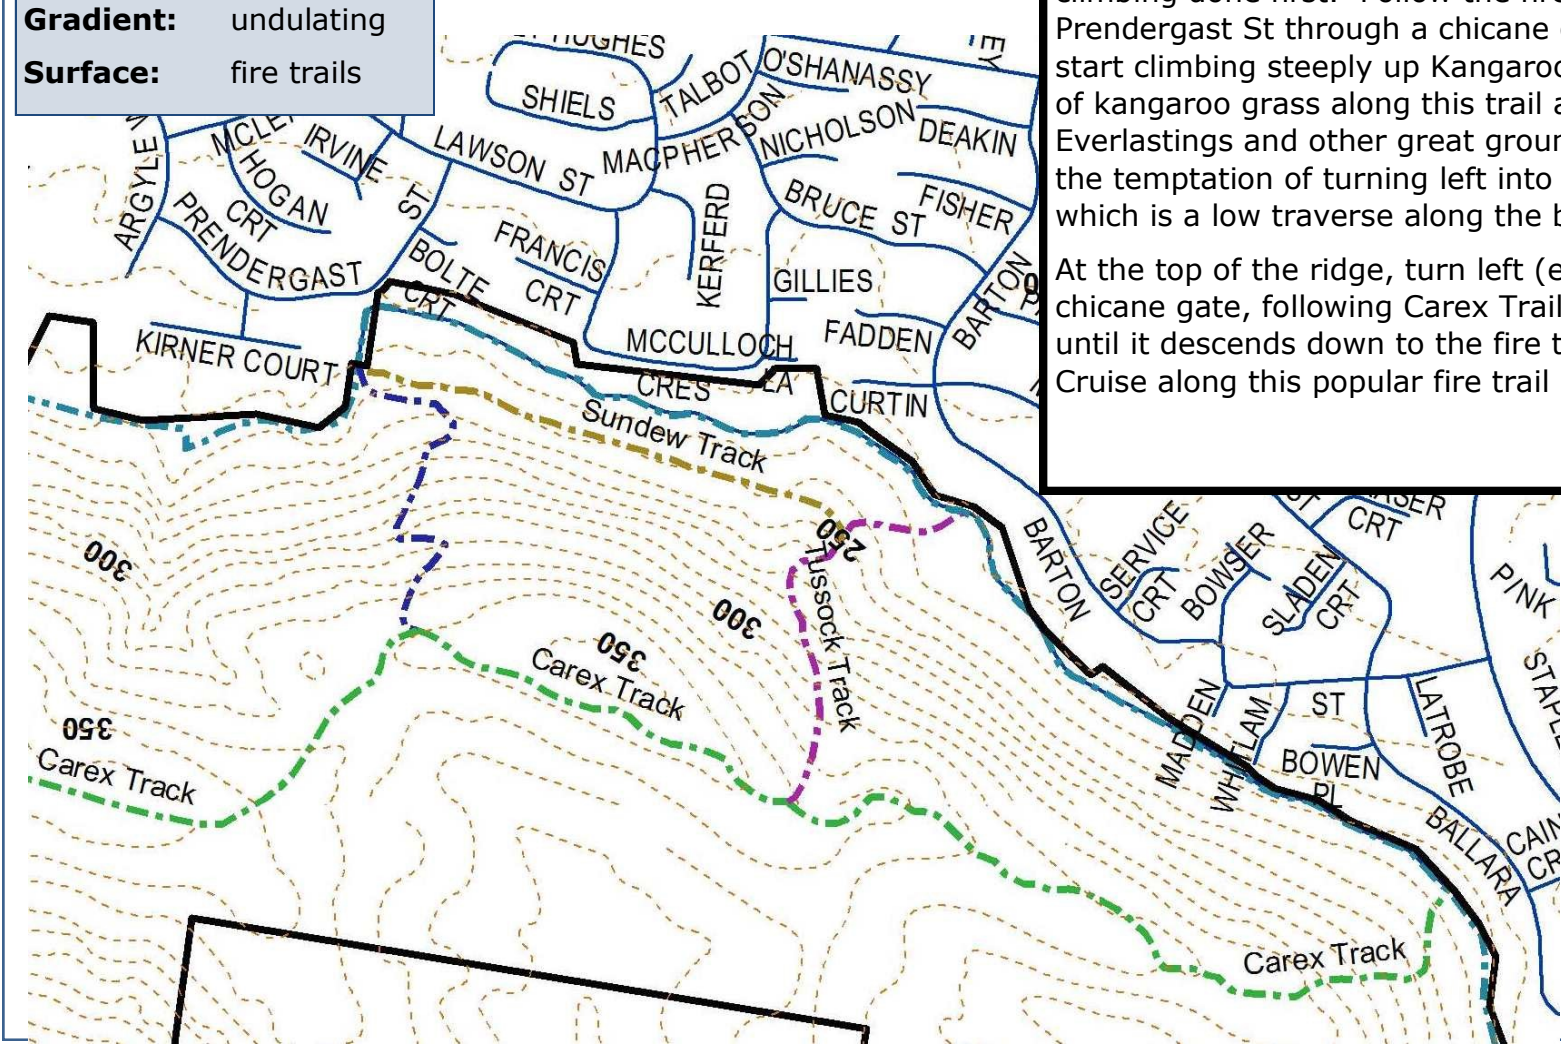 Gradient: undulating
Surface: fire trails
Prendergast St through a chicane
start climbing steeply up Kangaroo
of kangaroo grass along this trail a
Everlastings and other great groun
the temptation of turning left into
which is a low traverse along the b
At the top of the ridge, turn left (e
chicane gate, following Carex Trail
until it descends down to the fire t
Cruise along this popular fire trail
HUGHES
SHIELS
TALBOT
O'SHANASSY
EY
MACPHERSON
NICHOLSON
DEAKIN
ARGYLE
MCLE
IRVINE
ST
LAWSON ST
HOGAN
CRT
PRENDERGAST
BOLTE
CRT
FRANCIS
CRT
KERFERD
BRUCE ST
FISHER
GILLIES
BARTON
FADDEN
MCCULLOCH
CRES
LA
CURTIN
KIRNER COURT
Sundew Track
250
Tussock Track
300
300
350
Carex Track
350
Carex Track
BARTON
SERVICE
CRT
BOWSER
SLADEN
CRT
ST
CRT
PINK
STAPL
MADDEN
WHITLAM
ST
LATROBE
BOWEN
PL
BALLARA
CAIN
CR
Carex Track